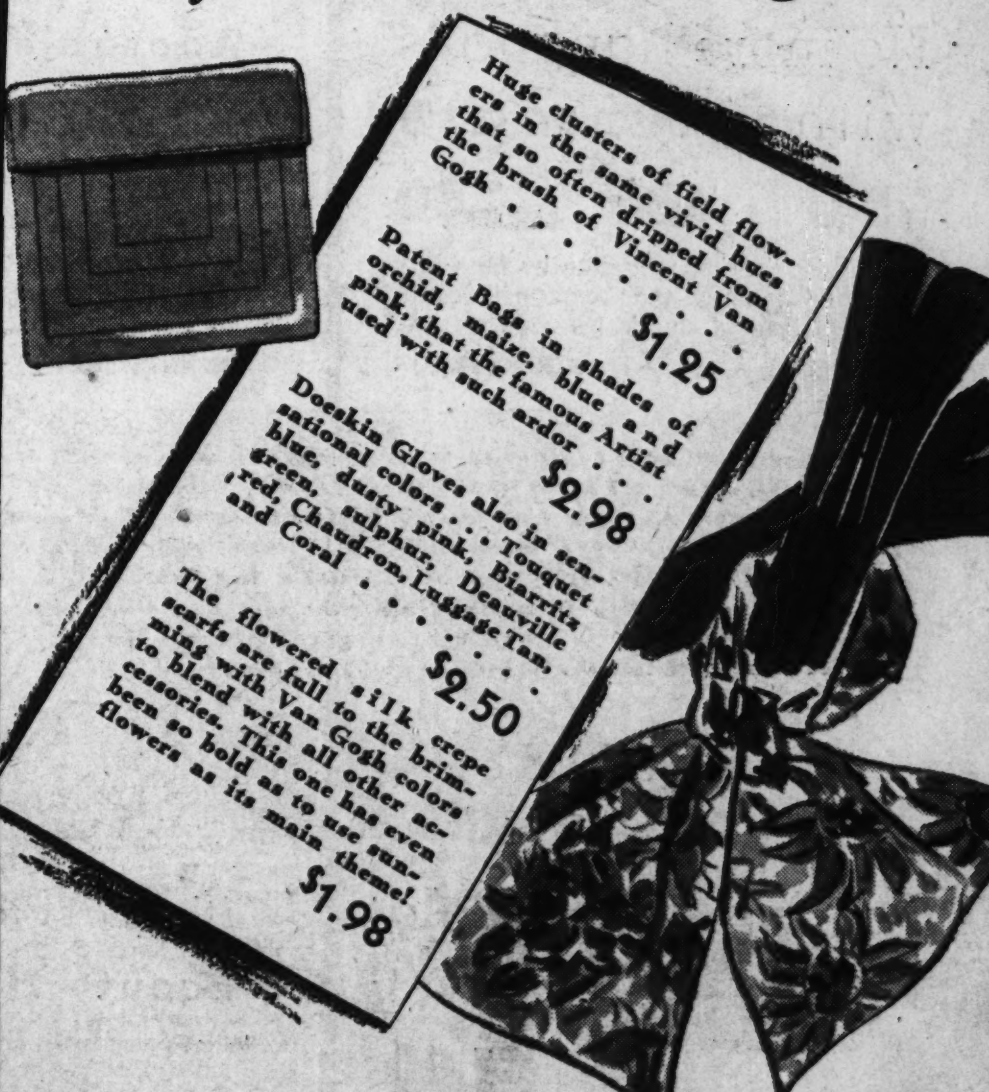 Huge clusters of field flow-
ers in the same vivid hues
that so often dripped from
the brush of Vincent Van
Gogh . . . . . . . . .
$1.25
Patent Bags in shades of
orchid, maize, blue and
pink, that the famous Artist
used with such ardor . . .
$2.98
Doeskin Gloves also in sen-
sational colors . . . Touquet
blue, dusty pink, Biarritz
green, sulphur, Deauville
red, Chaudron, Luggage Tan,
and Coral . . . . . . .
$2.50
The flowered silk crepe
scarfs are full to the brim-
ming with Van Gogh colors
to blend with all other ac-
cessories. This one has even
been so bold as to use sun-
flowers as its main theme!
$1.98